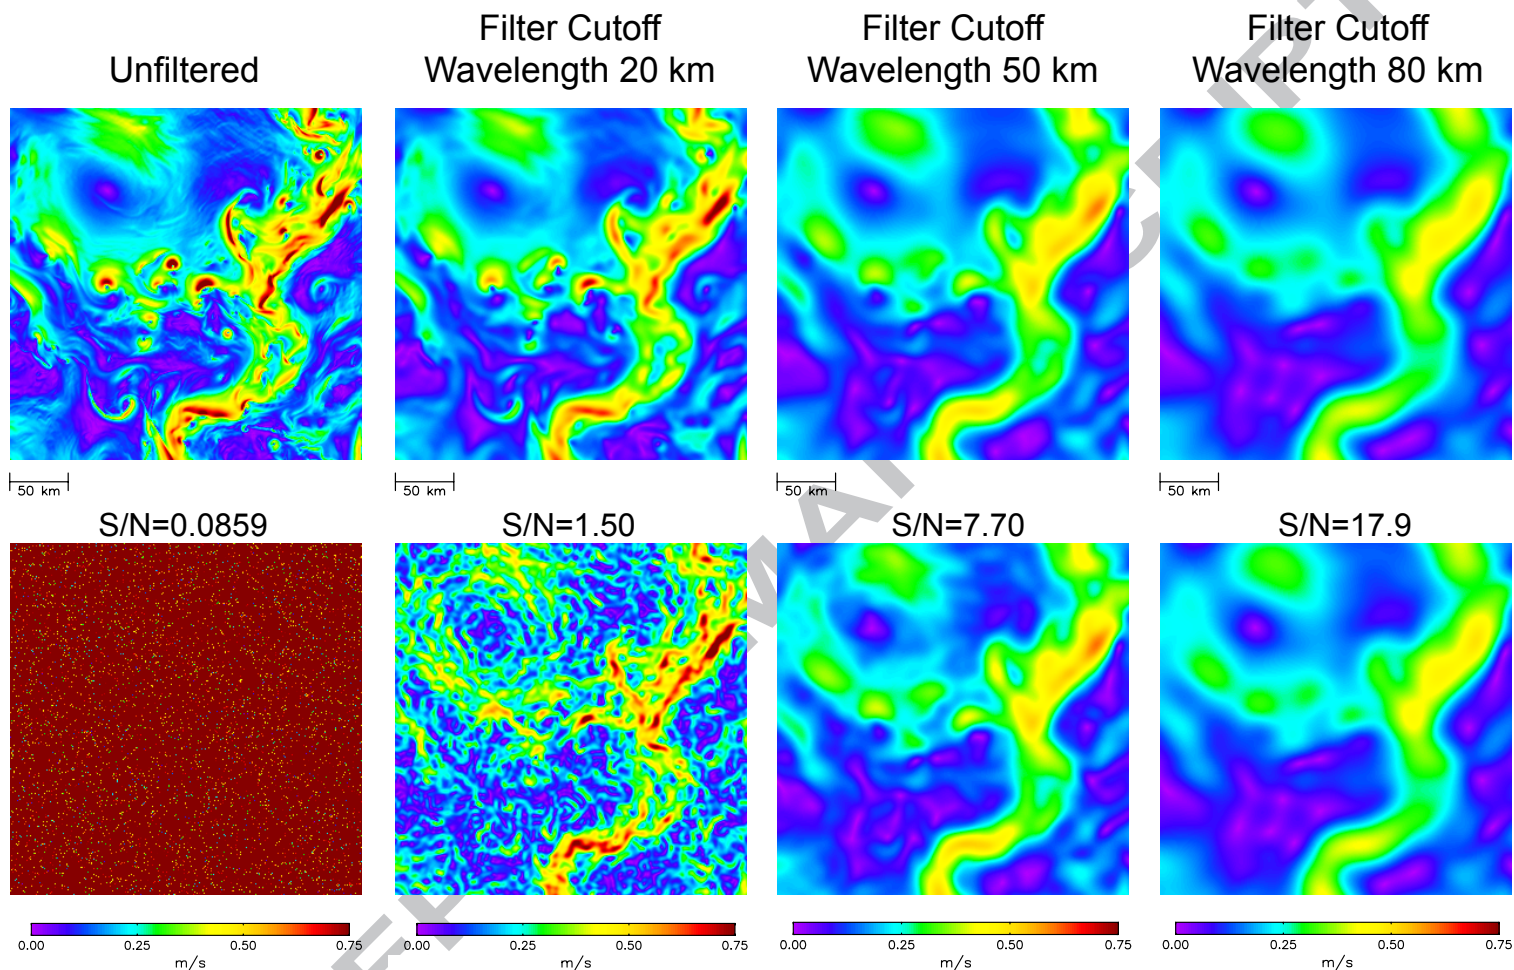 Unfiltered
Filter Cutoff
Wavelength 20 km
Filter Cutoff
Wavelength 50 km
Filter Cutoff
Wavelength 80 km
50 km
50 km
50 km
50 km
S/N=0.0859
S/N=1.50
S/N=7.70
S/N=17.9
0.00 0.25 0.50 0.75
m/s
0.00 0.25 0.50 0.75
m/s
0.00 0.25 0.50 0.75
m/s
0.00 0.25 0.50 0.75
m/s